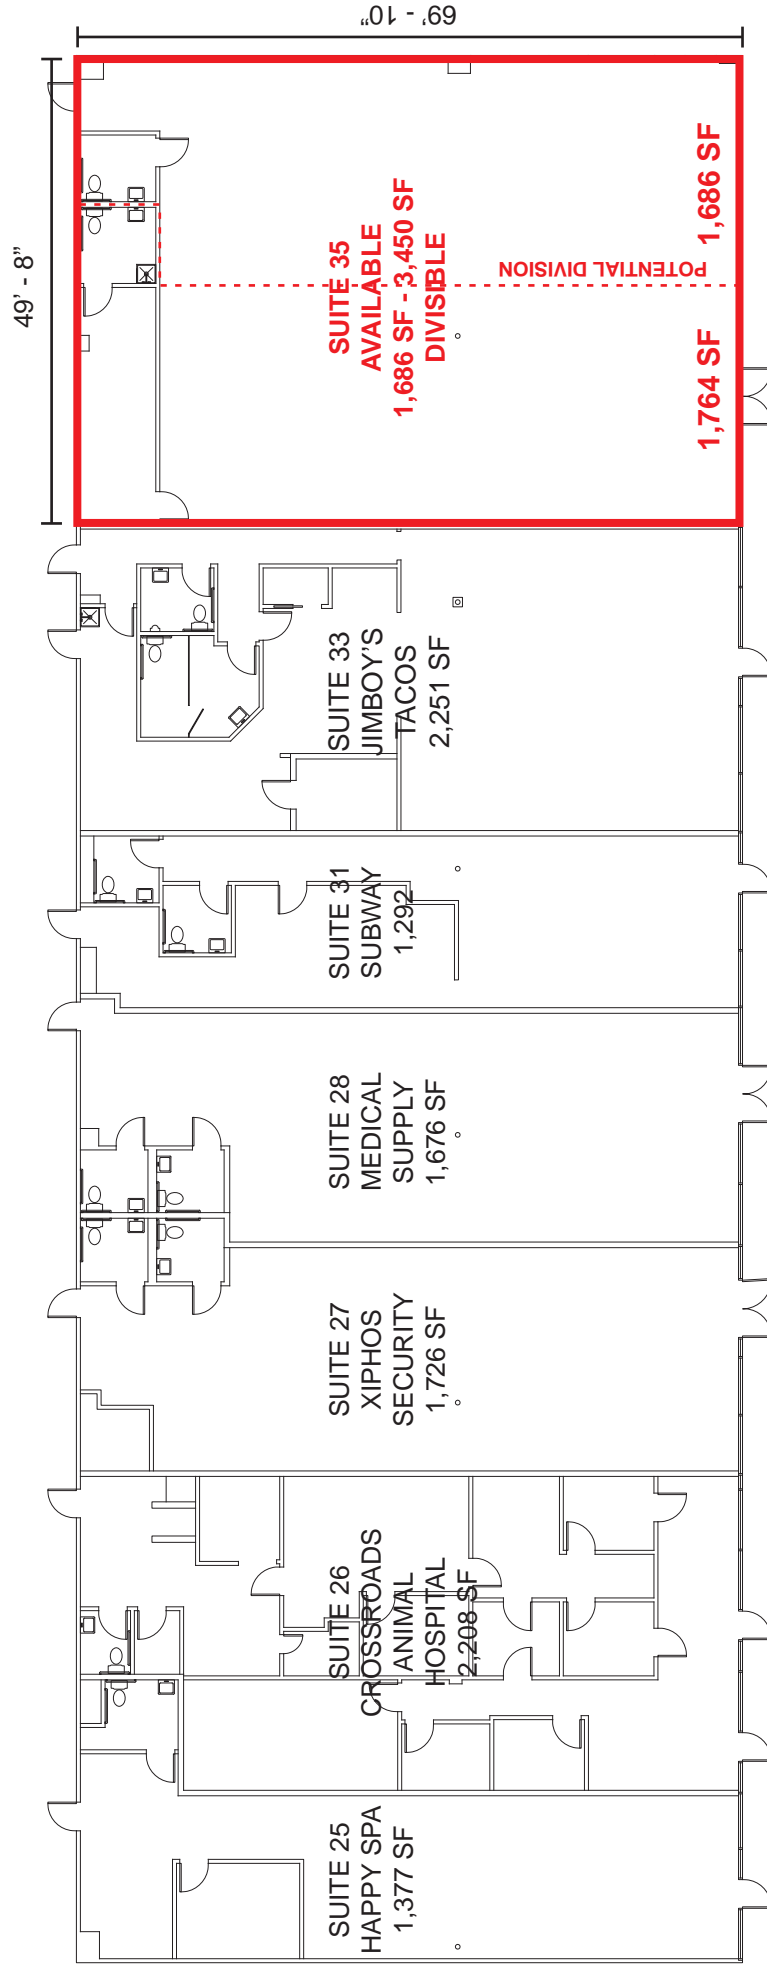 69' - 10"
49' - 8"
SUITE 35
AVAILABLE
1,686 SF - 3,450 SF
DIVISIBLE
POTENTIAL DIVISION
1,686 SF
1,764 SF
SUITE 33
JIMBOY'S
TACOS
2,251 SF
SUITE 31
SUBWAY
1,292
SUITE 28
MEDICAL
SUPPLY
1,676 SF
SUITE 27
XIPHOS
SECURITY
1,726 SF
SUITE 26
CROSSROADS
ANIMAL
HOSPITAL
2,208 SF
SUITE 25
HAPPY SPA
1,377 SF